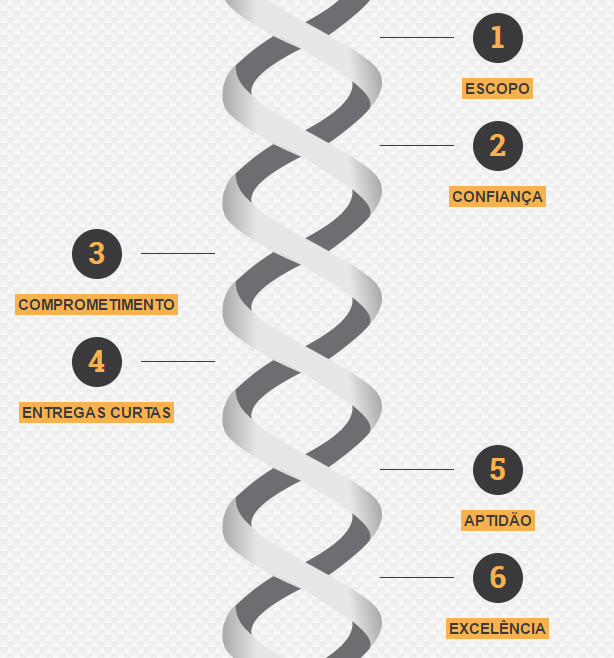 1
ESCOPO
2
CONFIANÇA
3
COMPROMETIMENTO
4
ENTREGAS CURTAS
5
APTIDÃO
6
EXCELÊNCIA